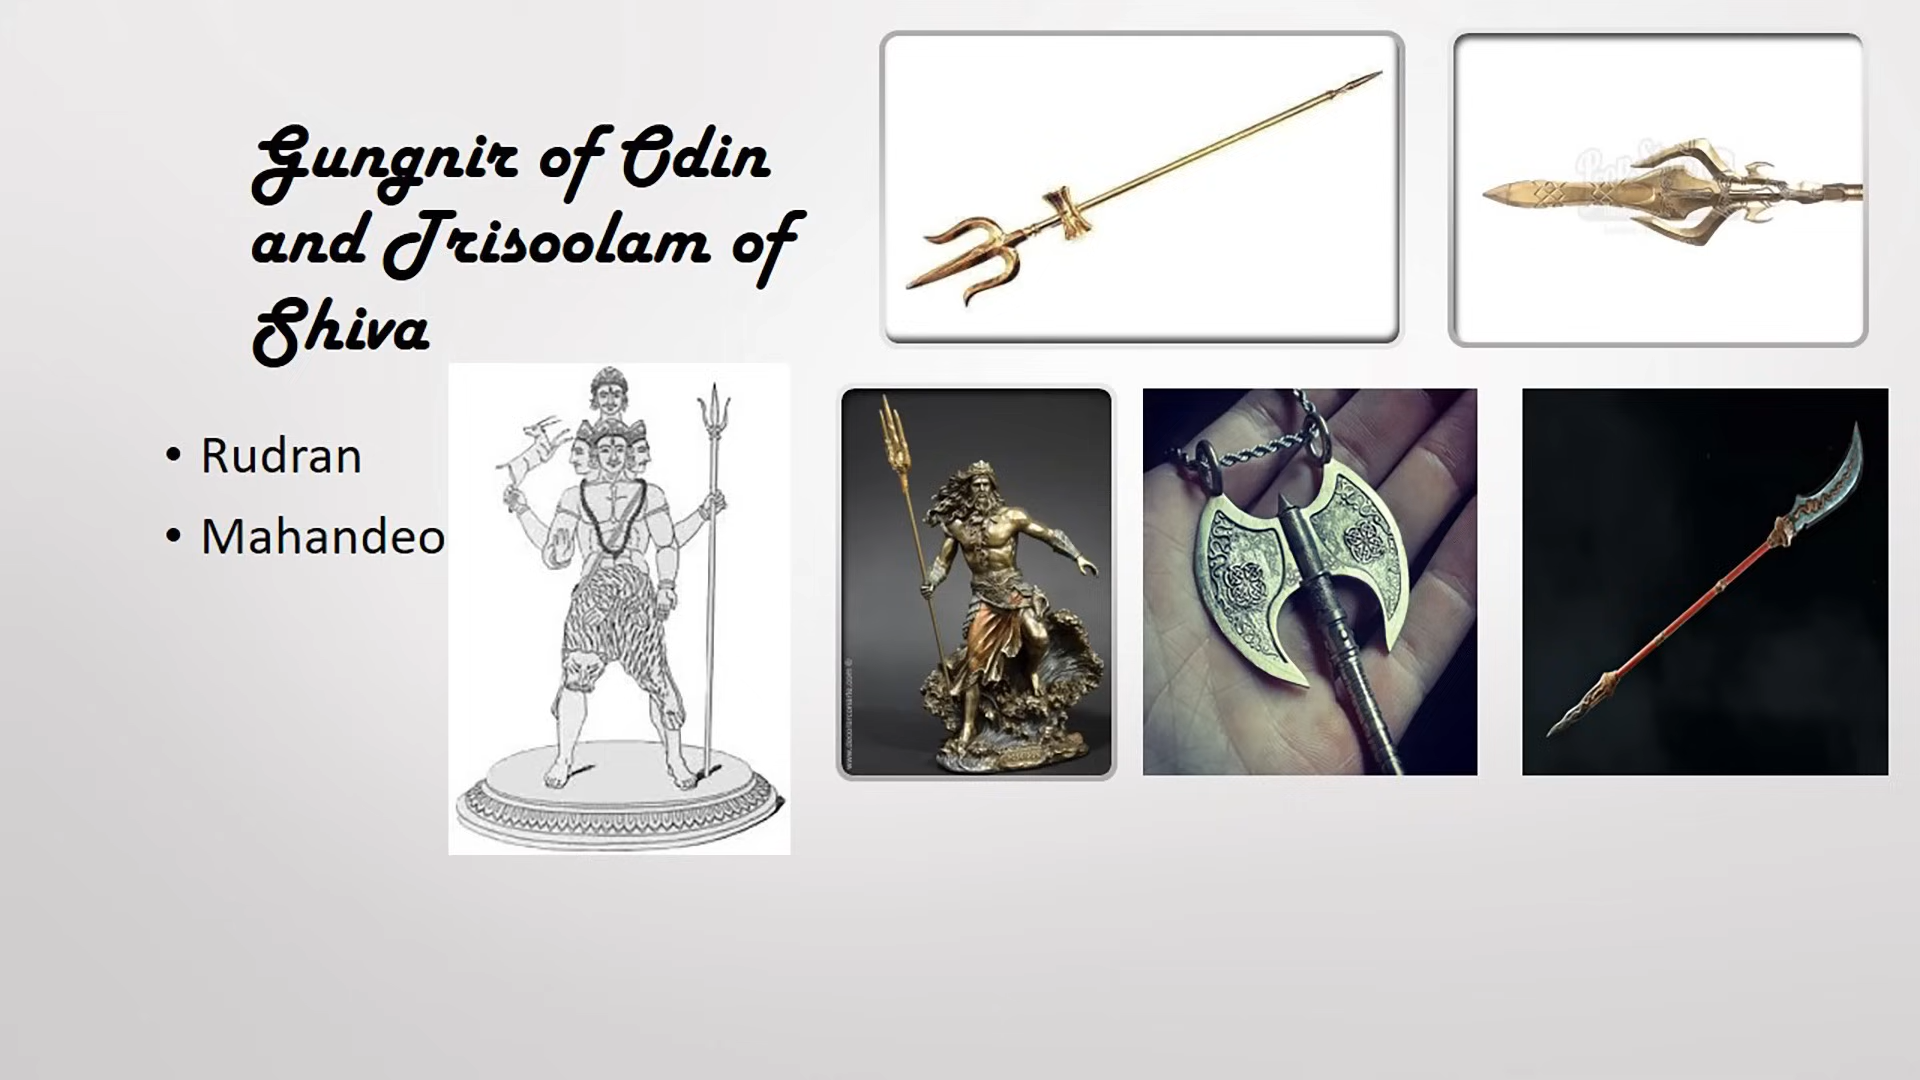 Gungnir of Odin
and Trisoolam of
Shiva
• Rudran
• Mahandeo